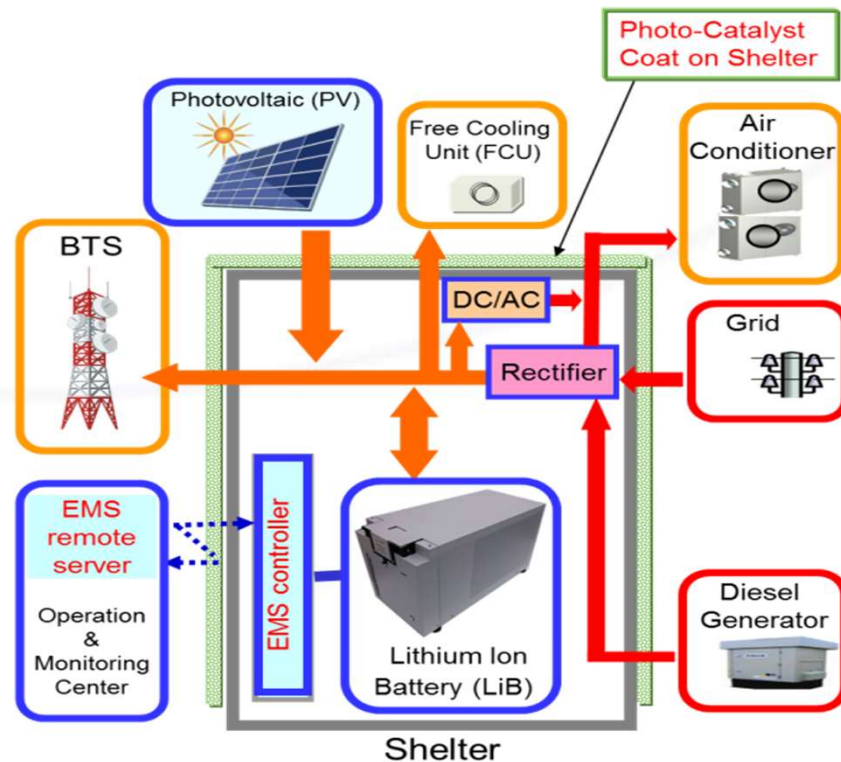 Photo-Catalyst
Coat on Shelter
Photovoltaic (PV)
Free Cooling
Unit (FCU)
Air
Conditioner
BTS
DC/AC
Grid
Rectifier
EMS
remote
server
Operation
&
Monitoring
Center
EMS controller
Lithium Ion
Battery (LiB)
Diesel
Generator
Shelter